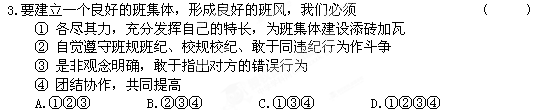 3.要建立一个良好的班集体，形成良好的班风，我们必须 （ ）
① 各尽其力，充分发挥自己的特长，为班集体建设添砖加瓦
② 自觉遵守班规班纪、校规校纪、敢于同违纪行为作斗争
③ 是非观念明确，敢于指出对方的错误行为
④ 团结协作，共同提高
A.①②③ B.②③④ C.①③④ D.①②③④